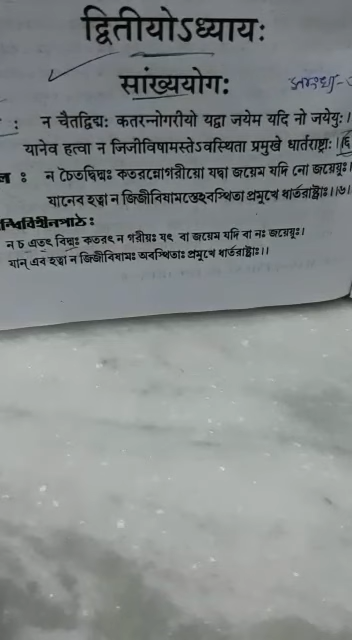 द्वितीयोऽध्यायः
सांख्ययोगः
: न चैतद्विद्मः कतरन्नोगरीयो यद्वा जयेम यदि नो जयेयुः।
यानेव हत्वा न जिजीविषामस्तेऽवस्थिता प्रमुखे धार्तराष्ट्राः।
ঃ न চৈতদ্বিদ্মঃ কতরন্নোগরীয়ো যদ্বা জয়েম যদি নো জয়েয়ুঃ।
যানেব হত্বা ন জিজীবিষামস্তেহবস্থিতা প্রমুখে ধার্তরাষ্ট্রাঃ।।৬।
ন্ধিবিহীনপাঠঃ
ন চ এতৎ বিদ্মঃ কতরৎ ন গরীয়ঃ যৎ বা জয়েম যদি বা নঃ জয়েয়ুঃ।
যান্ এব হত্বা ন জিজীবিষামঃ অবস্থিতাঃ প্রমুখে ধার্তরাষ্ট্রাঃ।।